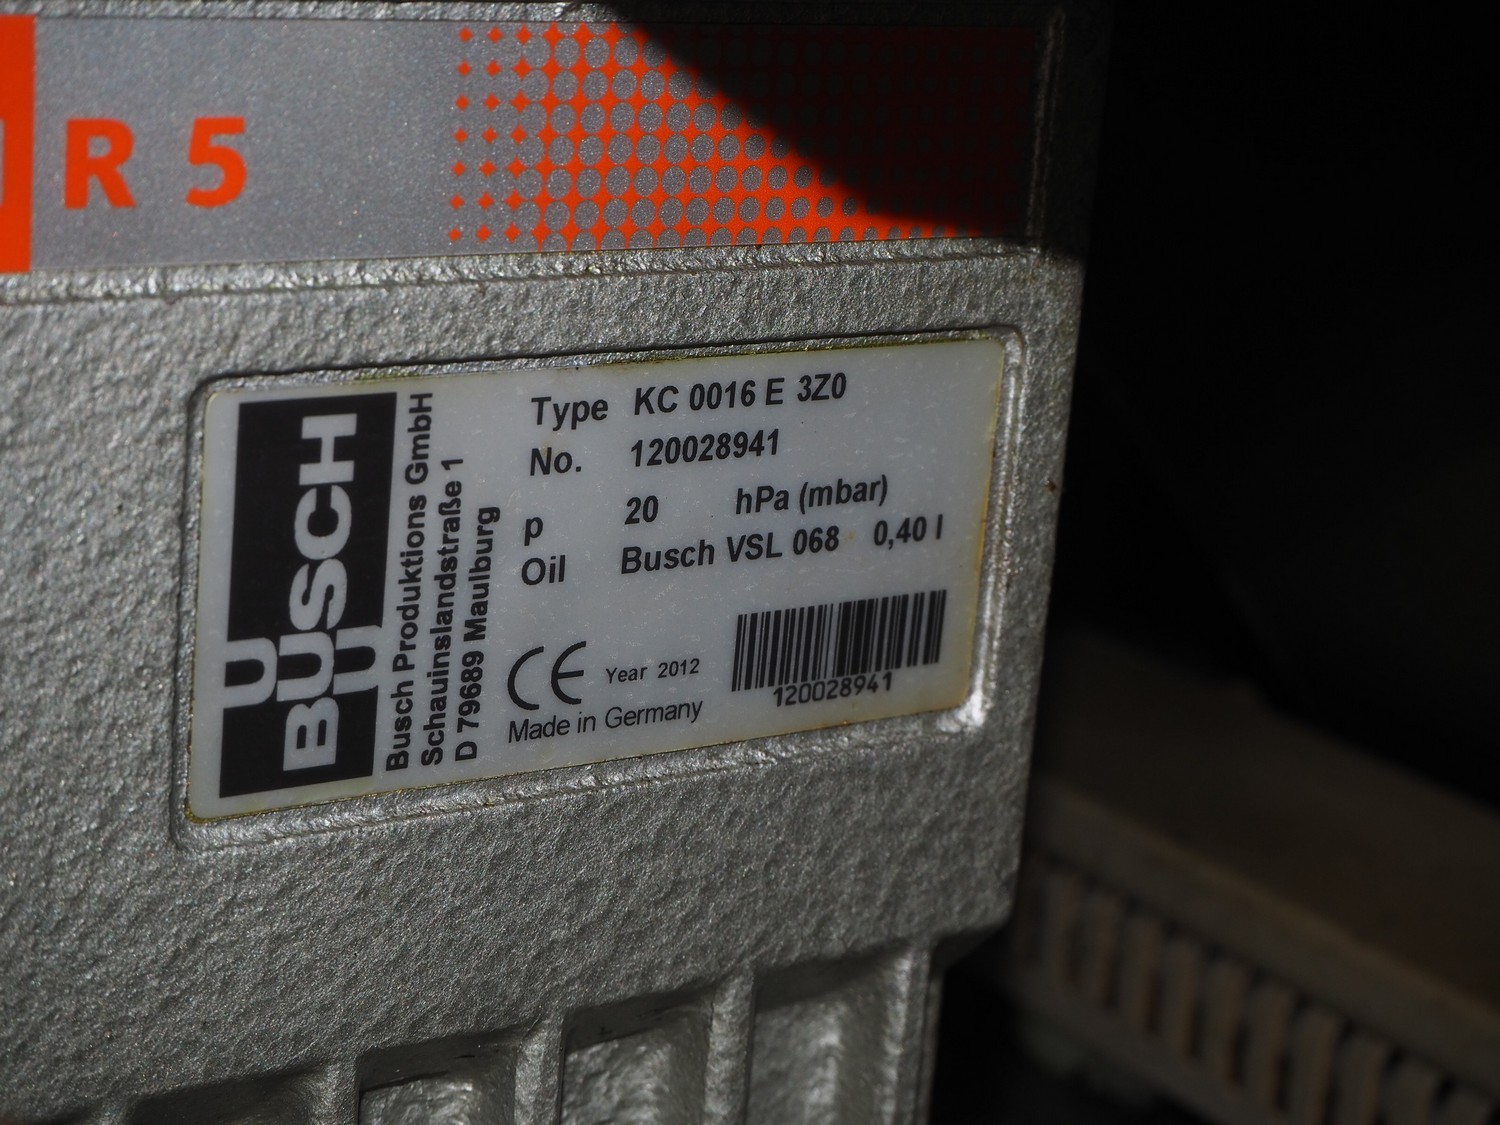 R 5
BUSCH
Busch Produktions GmbH
Schauinslandstraße 1
D 79689 Maulburg
Type KC 0016 E 3Z0
No. 120028941
p 20 hPa (mbar)
Oil Busch VSL 068 0,40 l
CE Year 2012
Made in Germany
120028941